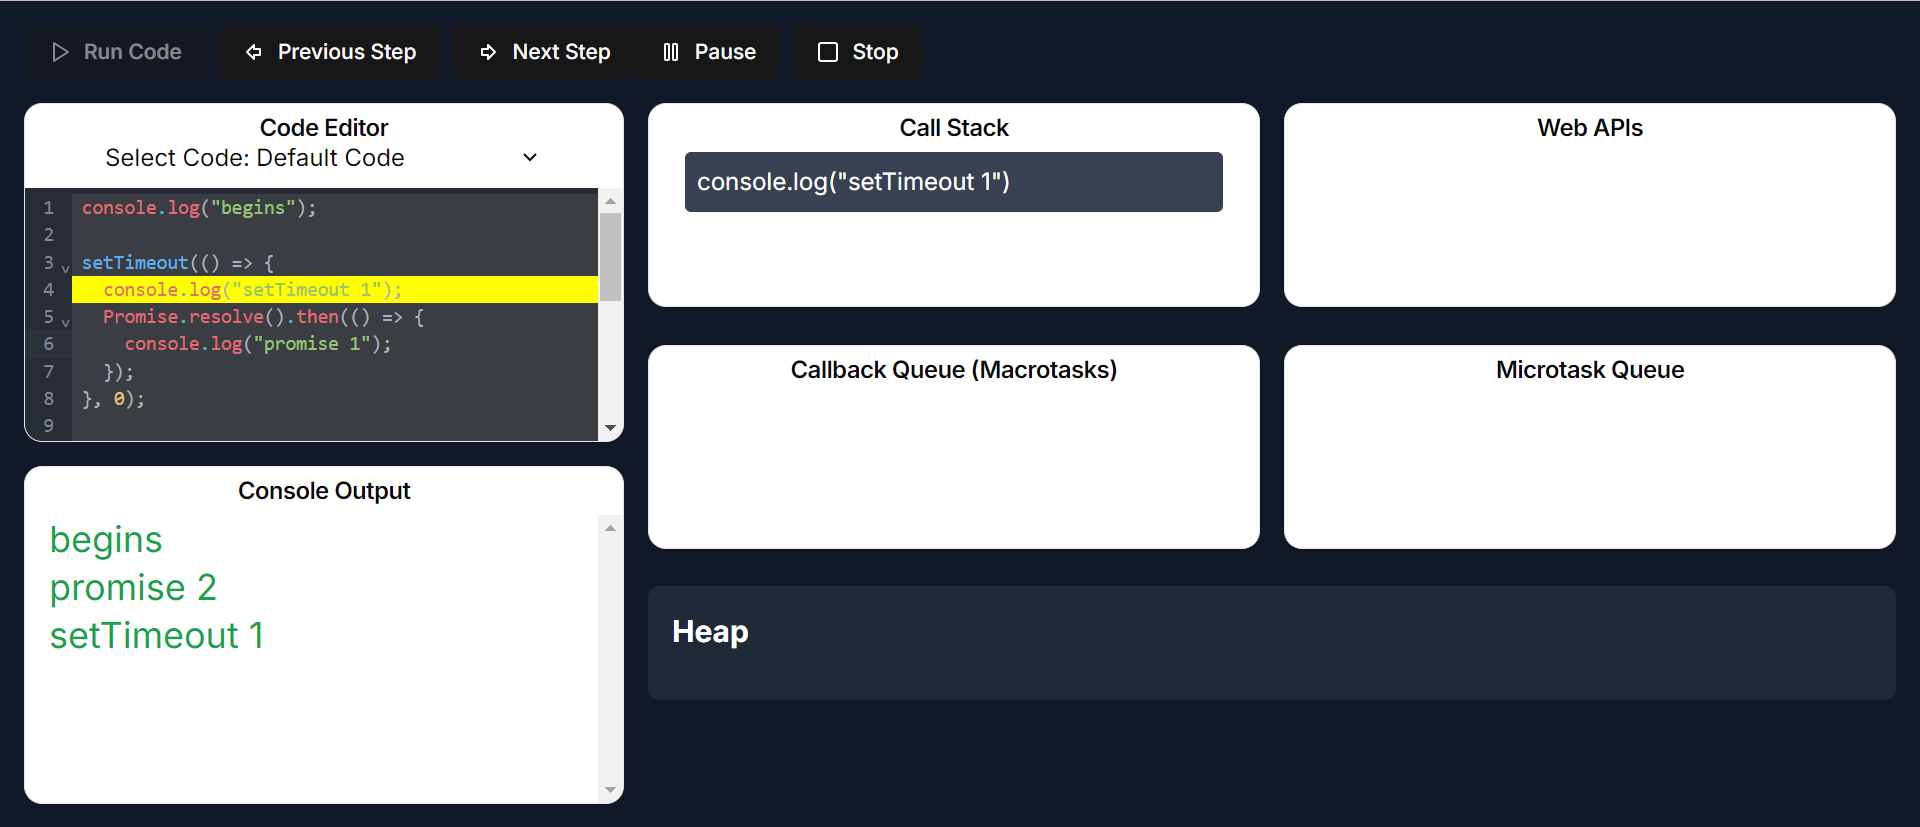 Run Code
Previous Step
Next Step
Pause
Stop
Code Editor
Select Code: Default Code
1 console.log("begins");
2
3 setTimeout(() => {
4 console.log("setTimeout 1");
5 Promise.resolve().then(() => {
6 console.log("promise 1");
7 });
8 }, 0);
9
Console Output
begins
promise 2
setTimeout 1
Call Stack
console.log("setTimeout 1")
Web APIs
Callback Queue (Macrotasks)
Microtask Queue
Heap